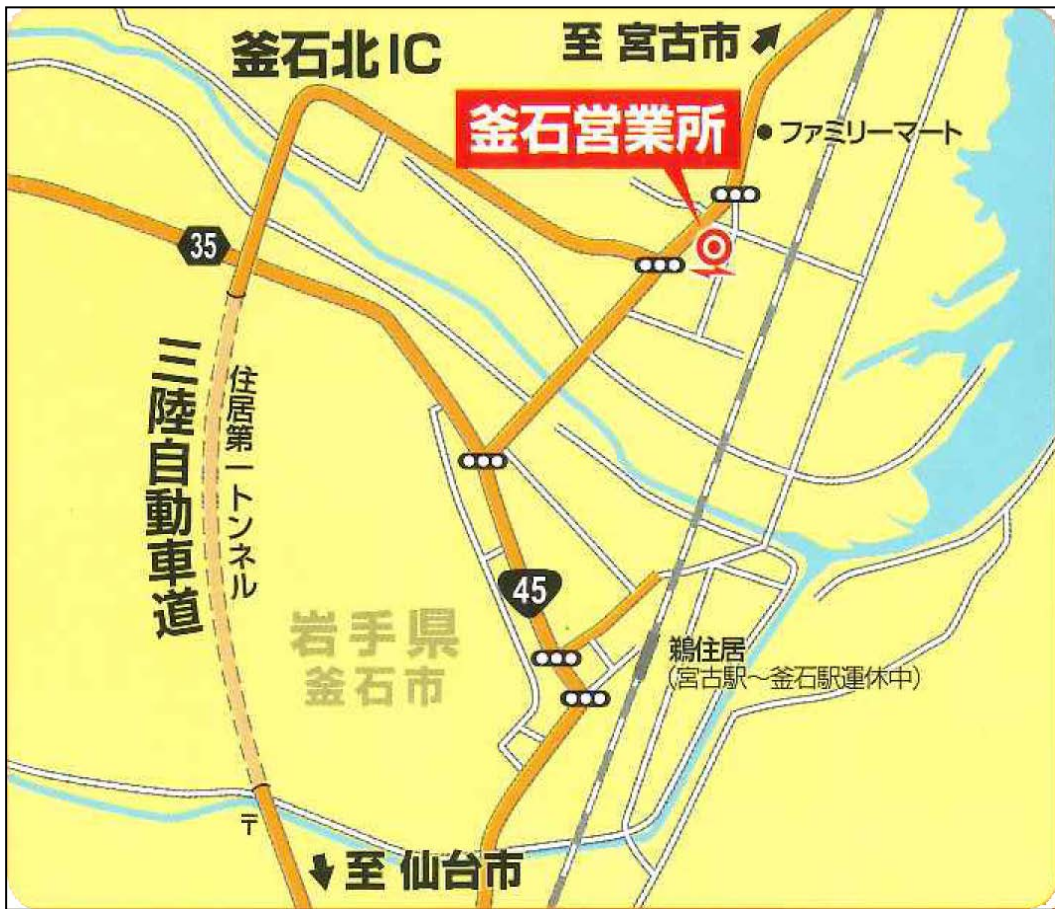 釜石北IC
至 宮古市
釜石営業所
ファミリーマート
35
三陸自動車道
住居第一トンネル
45
岩手県
釜石市
鵜住居
(宮古駅～釜石駅運休中)
〒
至 仙台市